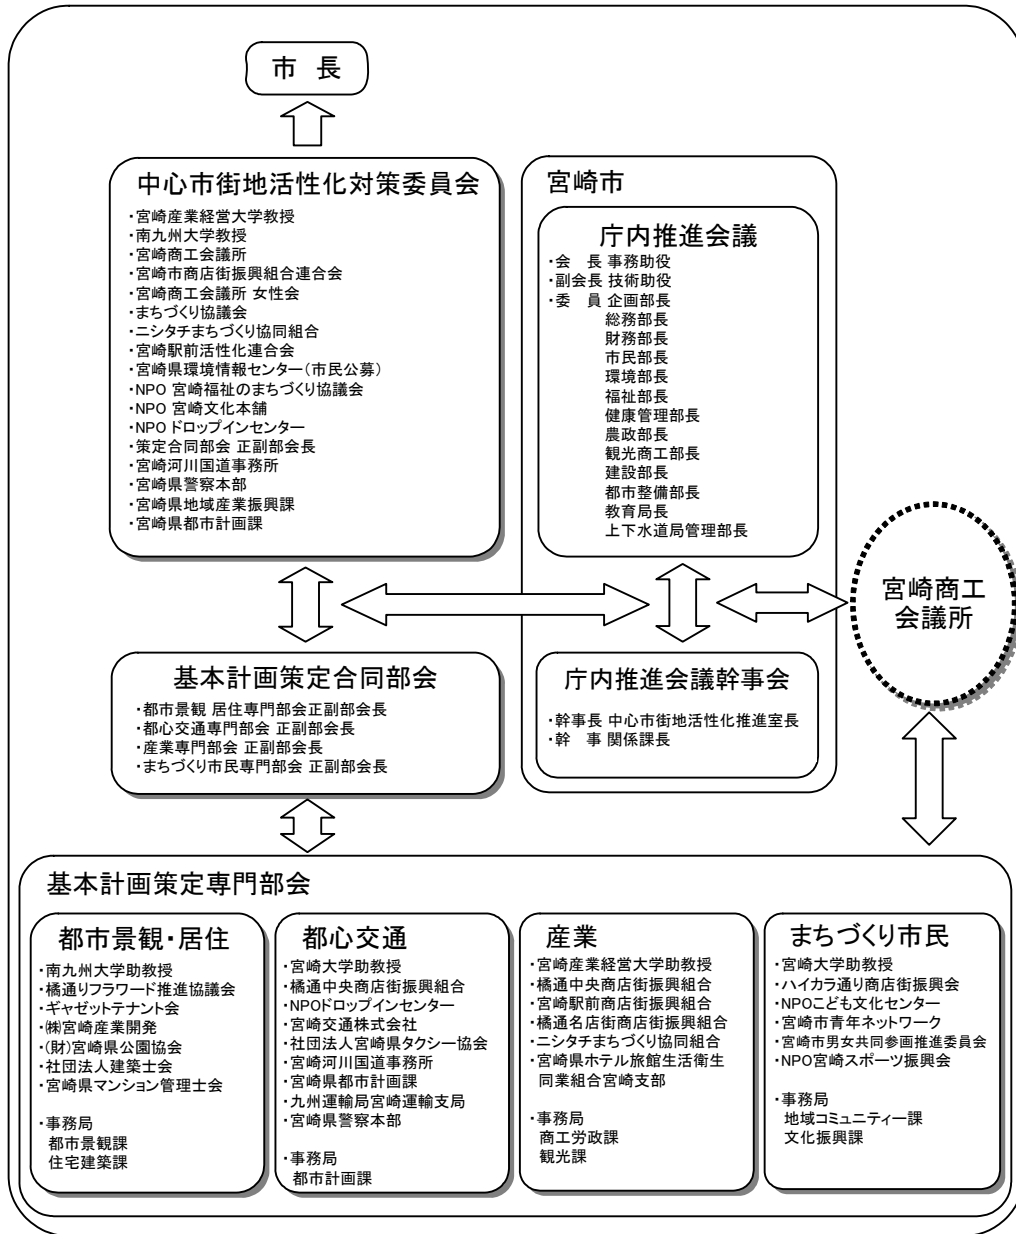 市 長
中心市街地活性化対策委員会
・宮崎産業経営大学教授
・南九州大学教授
・宮崎商工会議所
・宮崎市商店街振興組合連合会
・宮崎商工会議所 女性会
・まちづくり協議会
・ニシタチまちづくり協同組合
・宮崎駅前活性化連合会
・宮崎県環境情報センター(市民公募)
・NPO 宮崎福祉のまちづくり協議会
・NPO 宮崎文化本舗
・NPO ドロップインセンター
・策定合同部会 正副部会長
・宮崎河川国道事務所
・宮崎県警察本部
・宮崎県地域産業振興課
・宮崎県都市計画課
宮崎市
庁内推進会議
・会 長 事務助役
・副会長 技術助役
・委 員 企画部長
総務部長
財務部長
市民部長
環境部長
福祉部長
健康管理部長
農政部長
観光商工部長
建設部長
都市整備部長
教育局長
上下水道局管理部長
宮崎商工
会議所
基本計画策定合同部会
・都市景観 居住専門部会正副部会長
・都心交通専門部会 正副部会長
・産業専門部会 正副部会長
・まちづくり市民専門部会 正副部会長
庁内推進会議幹事会
・幹事長 中心市街地活性化推進室長
・幹 事 関係課長
基本計画策定専門部会
都市景観・居住
・南九州大学助教授
・橘通りフラワード推進協議会
・ギャゼットテナント会
・㈱宮崎産業開発
・(財)宮崎県公園協会
・社団法人建築士会
・宮崎県マンション管理士会
・事務局
都市景観課
住宅建築課
都心交通
・宮崎大学助教授
・橘通中央商店街振興組合
・NPOドロップインセンター
・宮崎交通株式会社
・社団法人宮崎県タクシー協会
・宮崎河川国道事務所
・宮崎県都市計画課
・九州運輸局宮崎運輸支局
・宮崎県警察本部
・事務局
都市計画課
産業
・宮崎産業経営大学助教授
・橘通中央商店街振興組合
・宮崎駅前商店街振興組合
・橘通名店街商店街振興組合
・ニシタチまちづくり協同組合
・宮崎県ホテル旅館生活衛生
同業組合宮崎支部
・事務局
商工労政課
観光課
まちづくり市民
・宮崎大学助教授
・ハイカラ通り商店街振興会
・NPOこども文化センター
・宮崎市青年ネットワーク
・宮崎市男女共同参画推進委員会
・NPO宮崎スポーツ振興会
・事務局
地域コミュニティー課
文化振興課